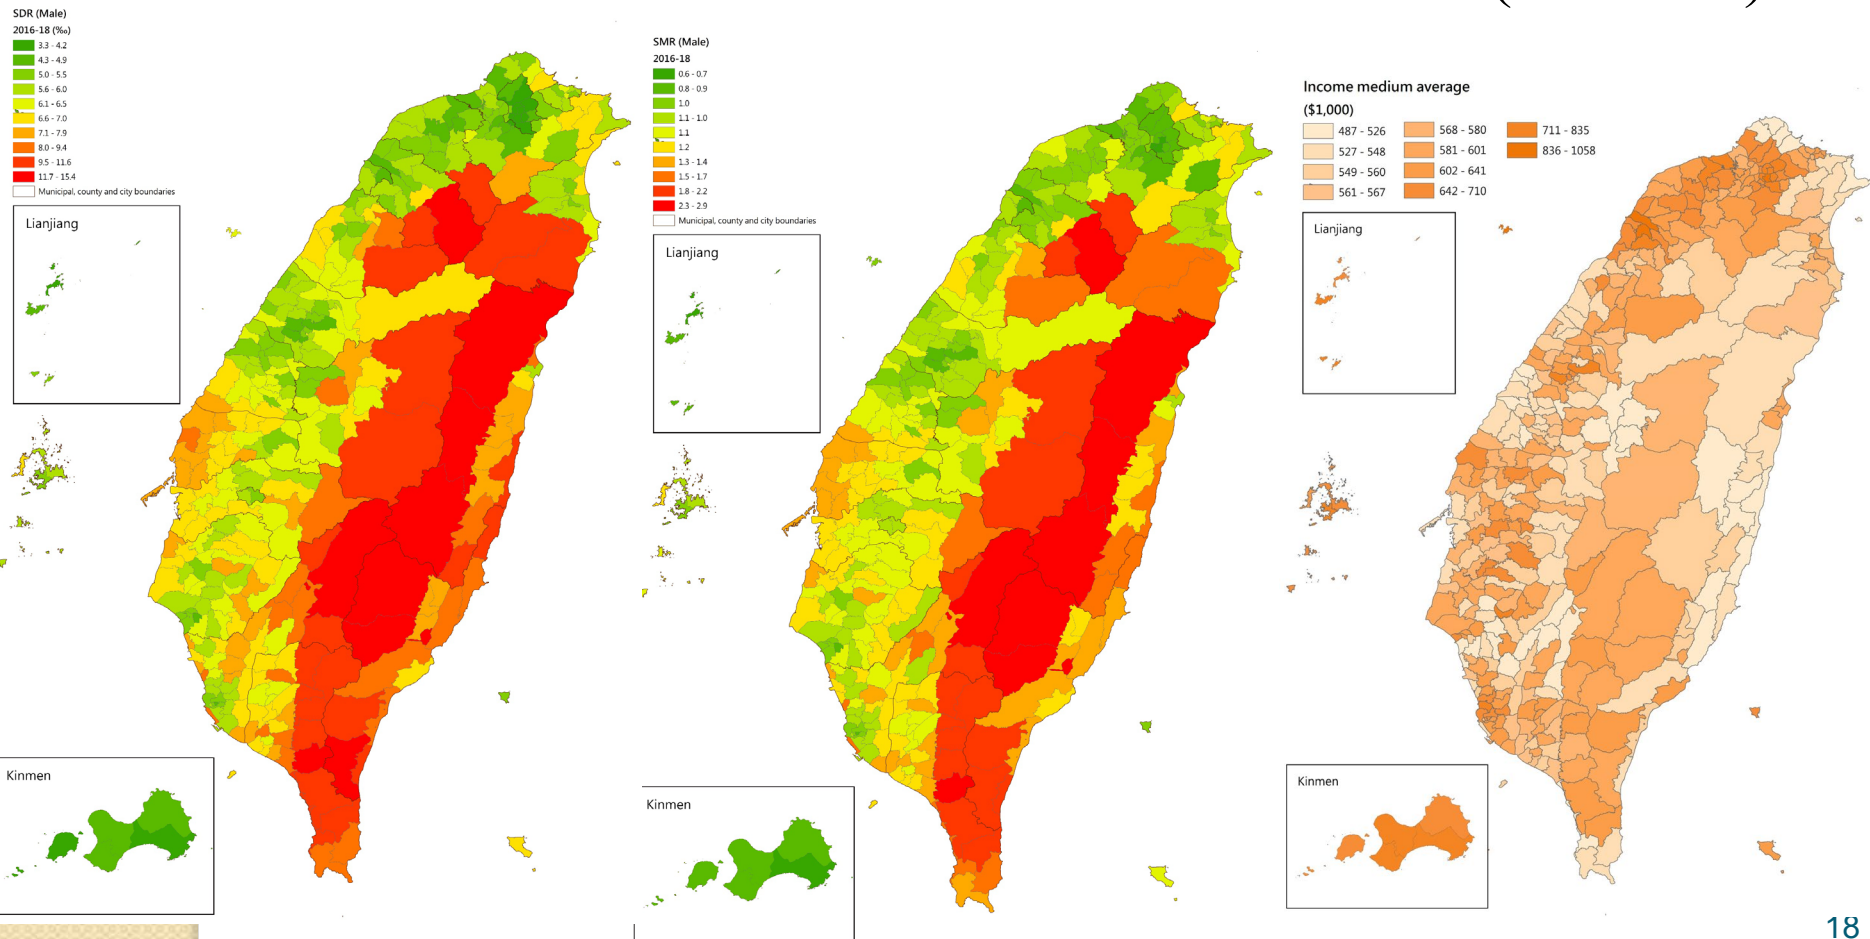 SDR (Male)
2016-18 (‰)
3.3 - 4.2
4.3 - 4.9
5.0 - 5.5
5.6 - 6.0
6.1 - 6.5
6.6 - 7.0
7.1 - 7.9
8.0 - 9.4
9.5 - 11.6
11.7 - 15.4
Municipal, county and city boundaries
Lianjiang
Kinmen
SMR (Male)
2016-18
0.6 - 0.7
0.8 - 0.9
1.0
1.1 - 1.0
1.1
1.2
1.3 - 1.4
1.5 - 1.7
1.8 - 2.2
2.3 - 2.9
Municipal, county and city boundaries
Lianjiang
Kinmen
Income medium average
($1,000)
487 - 526
527 - 548
549 - 560
561 - 567
568 - 580
581 - 601
602 - 641
642 - 710
711 - 835
836 - 1058
Lianjiang
Kinmen
18